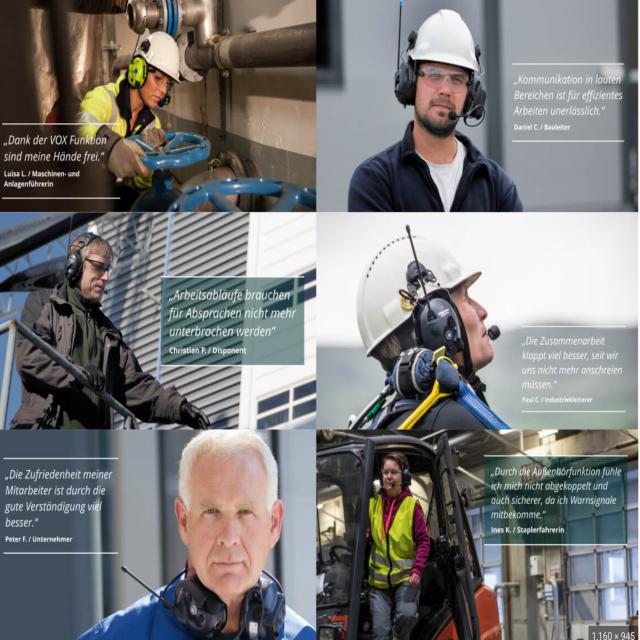 „Dank der VOX Funktion
sind meine Hände frei.“
Luisa L. / Maschinen- und
Anlagenführerin
„Kommunikation in lauten
Bereichen ist für effizientes
Arbeiten unerlässlich.“
Daniel C. / Bauleiter
„Arbeitsabläufe brauchen
für Absprachen nicht mehr
unterbrochen werden“
Christian P. / Disponent
„Die Zusammenarbeit
klappt viel besser, seit wir
uns nicht mehr anschreien
müssen.“
Paul C. / Industriekletterer
„Die Zufriedenheit meiner
Mitarbeiter ist durch die
gute Verständigung viel
besser.“
Peter F. / Unternehmer
„Durch die Außenhörfunktion fühle
ich mich nicht abgekoppelt und
auch sicherer, da ich Warnsignale
mitbekomme.“
Ines K. / Staplerfahrerin
1.160 × 945